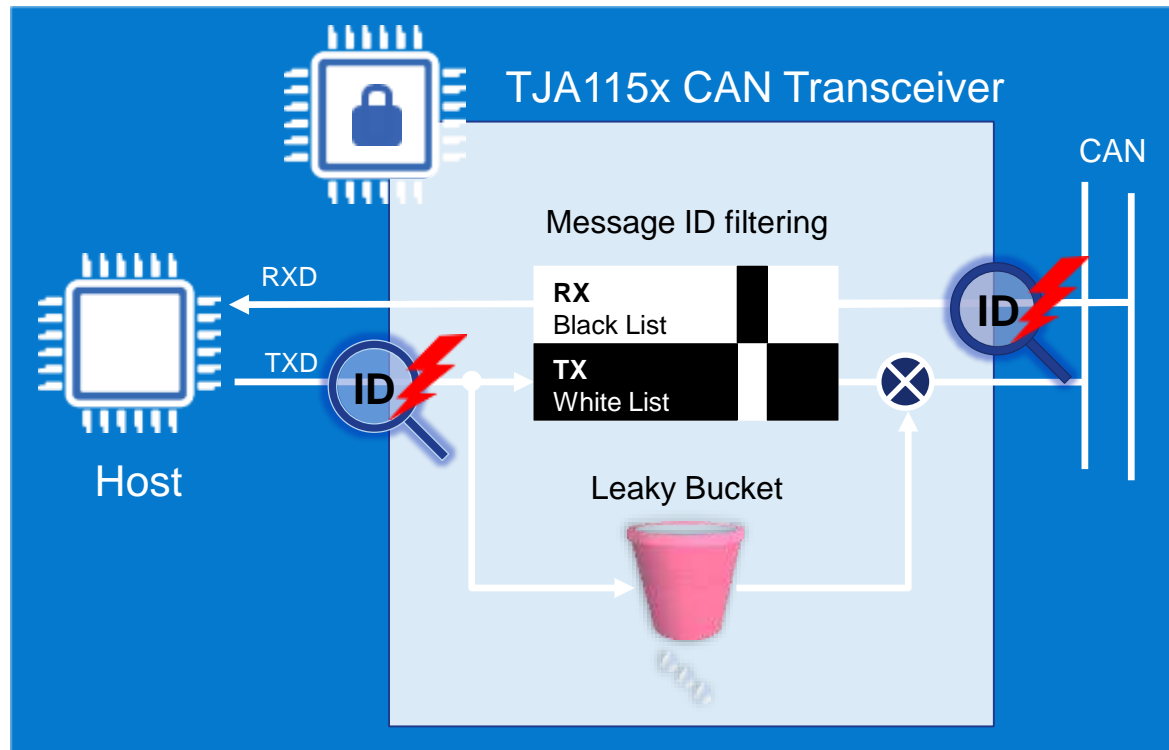 TJA115x CAN Transceiver
CAN
Message ID filtering
RXD
RX
Black List
ID
TXD
ID
TX
White List
Host
Leaky Bucket